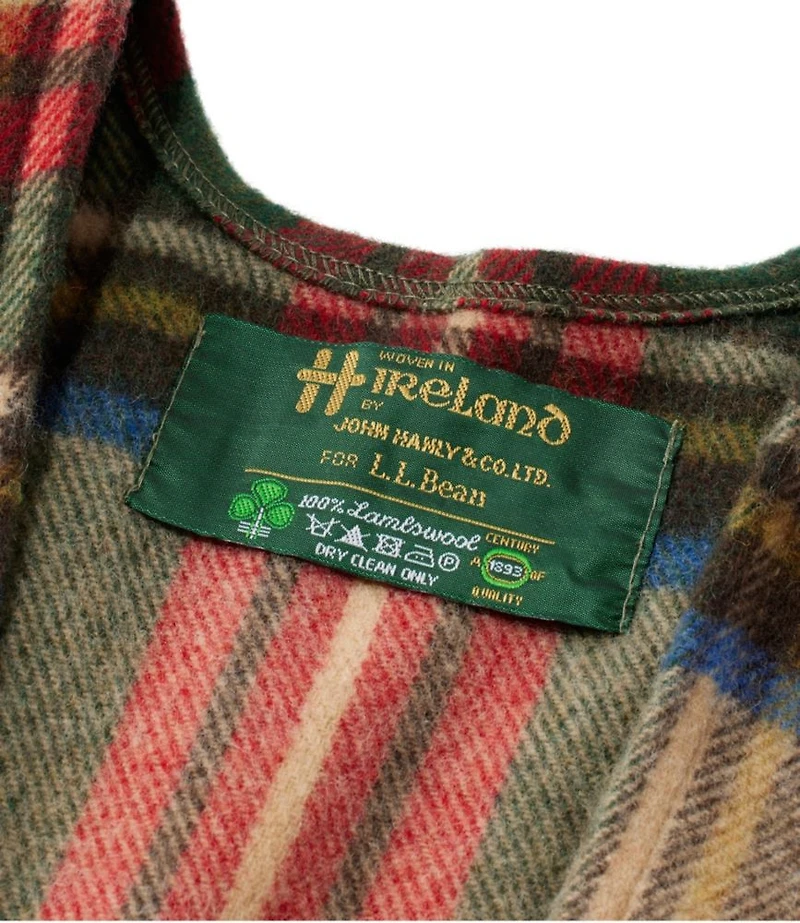 WOVEN IN
IRELAND
BY
JOHN HANLY & CO. LTD.
FOR L.L.Bean
100% Lambswool
DRY CLEAN ONLY
CENTURY
A 1893 OF
QUALITY